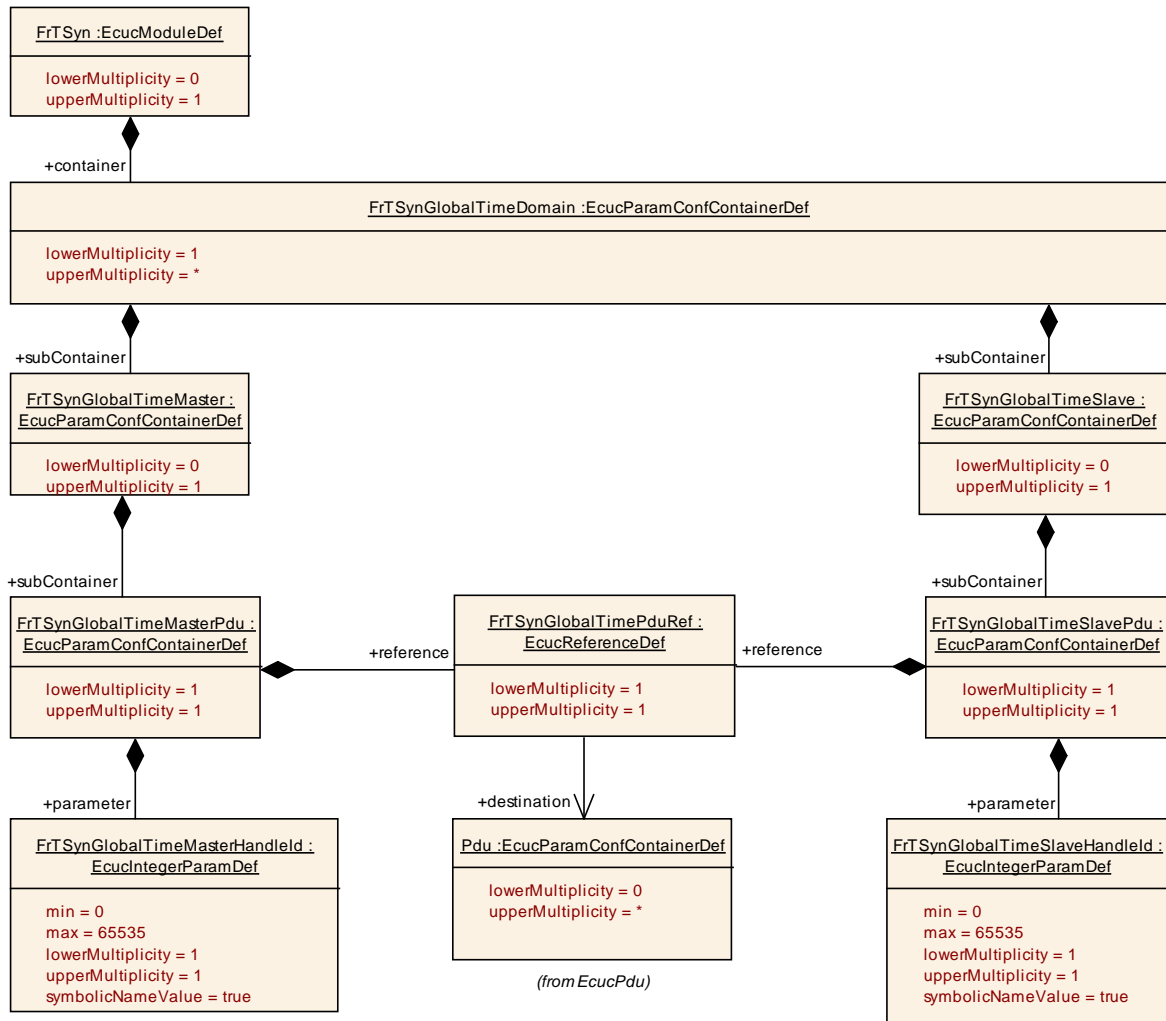 FrTSyn :EcucModuleDef
lowerMultiplicity = 0
upperMultiplicity = 1
+container
FrTSynGlobalTimeDomain :EcucParamConfContainerDef
lowerMultiplicity = 1
upperMultiplicity = *
+subContainer
+subContainer
FrTSynGlobalTimeMaster :
EcucParamConfContainerDef
lowerMultiplicity = 0
upperMultiplicity = 1
FrTSynGlobalTimeSlave :
EcucParamConfContainerDef
lowerMultiplicity = 0
upperMultiplicity = 1
+subContainer
+subContainer
FrTSynGlobalTimeMasterPdu :
EcucParamConfContainerDef
lowerMultiplicity = 1
upperMultiplicity = 1
+reference
FrTSynGlobalTimePduRef :
EcucReferenceDef
lowerMultiplicity = 1
upperMultiplicity = 1
+reference
FrTSynGlobalTimeSlavePdu :
EcucParamConfContainerDef
lowerMultiplicity = 1
upperMultiplicity = 1
+parameter
+destination
+parameter
FrTSynGlobalTimeMasterHandleId :
EcucIntegerParamDef
min = 0
max = 65535
lowerMultiplicity = 1
upperMultiplicity = 1
symbolicNameValue = true
Pdu :EcucParamConfContainerDef
lowerMultiplicity = 0
upperMultiplicity = *
(from EcucPdu)
FrTSynGlobalTimeSlaveHandleId :
EcucIntegerParamDef
min = 0
max = 65535
lowerMultiplicity = 1
upperMultiplicity = 1
symbolicNameValue = true